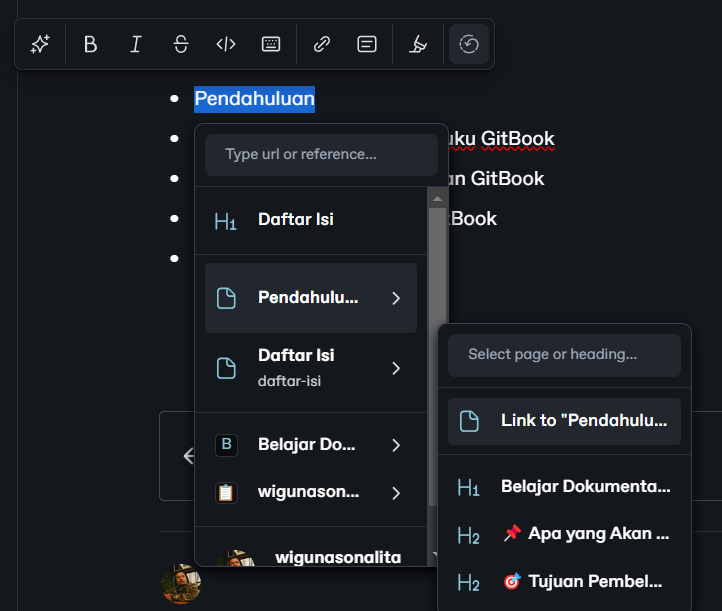 B I S </>
Pendahuluan
uku GitBook
an GitBook
tBook
Type url or reference...
H1 Daftar Isi
Pendahulu...
Daftar Isi
daftar-isi
B Belajar Do...
wigunason...
wigunasonalita
Select page or heading...
Link to "Pendahulu...
H1 Belajar Dokumenta...
H2 📌 Apa yang Akan ...
H2 🎯 Tujuan Pembel...